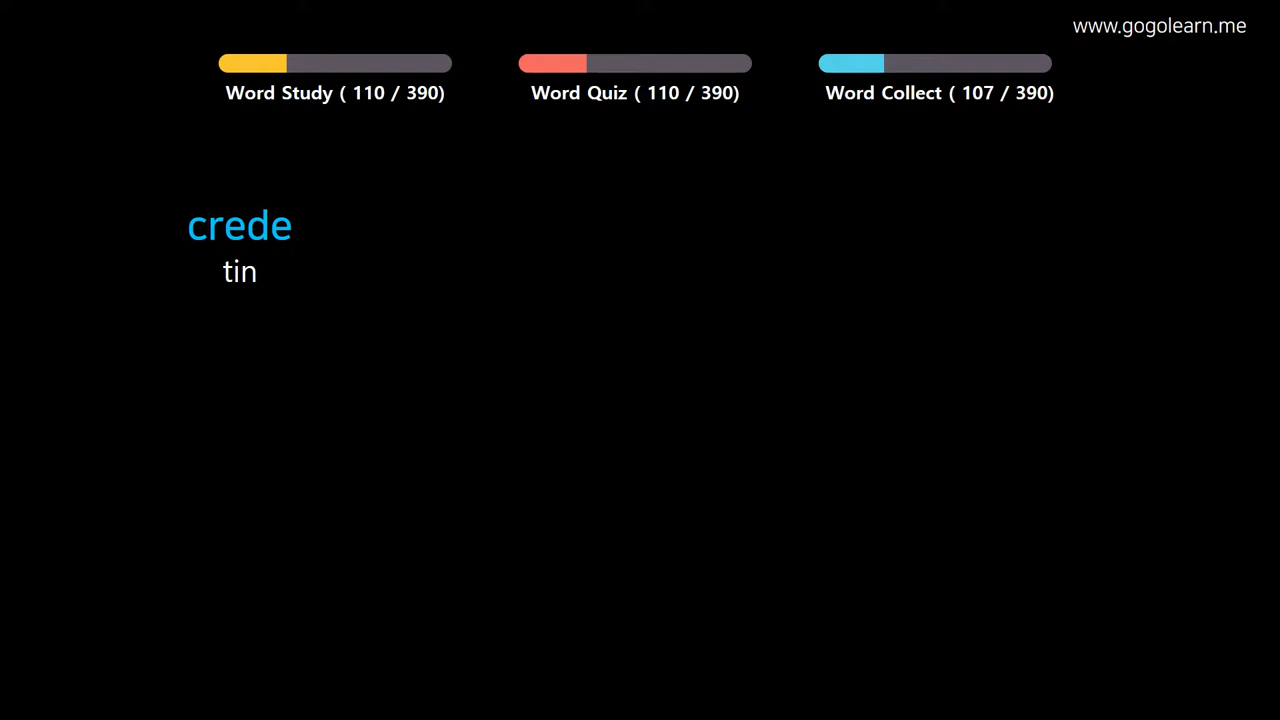 www.gogolearn.me
Word Study ( 110 / 390)
Word Quiz ( 110 / 390)
Word Collect ( 107 / 390)
crede
tin